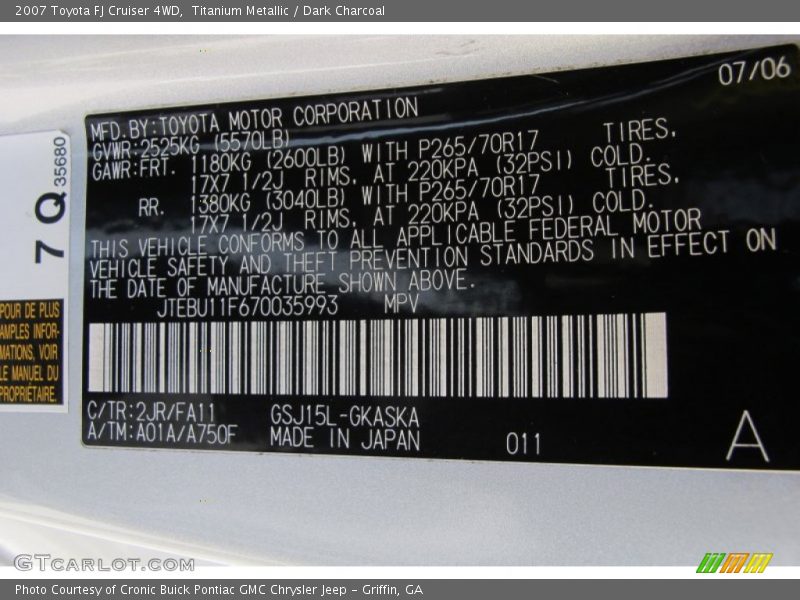 2007 Toyota FJ Cruiser 4WD,  Titanium Metallic / Dark Charcoal
07/06
MFD.BY:TOYOTA MOTOR CORPORATION
GVWR:2525KG (5570LB)
GAWR:FRT. 1180KG (2600LB) WITH P265/70R17 TIRES,
17X7 1/2J RIMS, AT 220KPA (32PSI) COLD.
RR. 1380KG (3040LB) WITH P265/70R17 TIRES,
17X7 1/2J RIMS, AT 220KPA (32PSI) COLD.
THIS VEHICLE CONFORMS TO ALL APPLICABLE FEDERAL MOTOR
VEHICLE SAFETY AND THEFT PREVENTION STANDARDS IN EFFECT ON
THE DATE OF MANUFACTURE SHOWN ABOVE.
JTEBU11F670035993 MPV
C/TR:2JR/FA11 GSJ15L-GKASKA
A/TM:A01A/A750F MADE IN JAPAN 011
A
7 Q 35680
POUR DE PLUS
AMPLES INFOR-
MATIONS, VOIR
LE MANUEL DU
PROPRIÉTAIRE.
GTCARLOT.COM
Photo Courtesy of Cronic Buick Pontiac GMC Chrysler Jeep - Griffin, GA